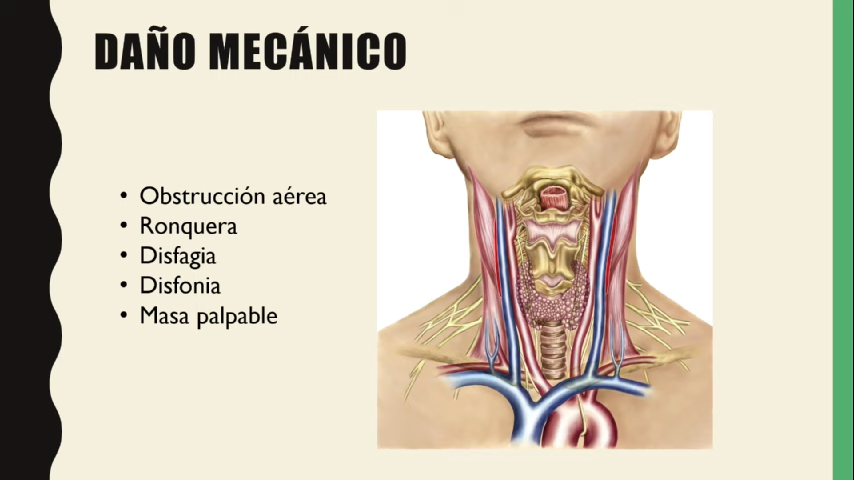 DAÑO MECÁNICO
• Obstrucción aérea
• Ronquera
• Disfagia
• Disfonia
• Masa palpable